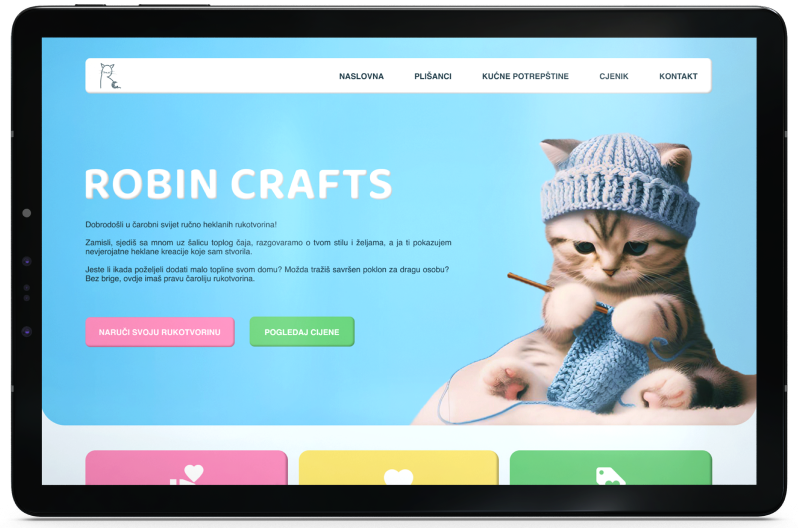 NASLOVNA PLIŠANCI KUĆNE POTREPŠTINE CJENIK KONTAKT
ROBIN CRAFTS
Dobrodošli u čarobni svijet ručno heklanih rukotvorina!
Zamisli, sjediš sa mnom uz šalicu toplog čaja, razgovaramo o tvom stilu i željama, a ja ti pokazujem
nevjerojatne heklane kreacije koje sam stvorila.
Jeste li ikada poželjeli dodati malo topline svom domu? Možda tražiš savršen poklon za dragu osobu?
Bez brige, ovdje imaš pravu čaroliju rukotvorina.
NARUČI SVOJU RUKOTVORINU POGLEDAJ CIJENE